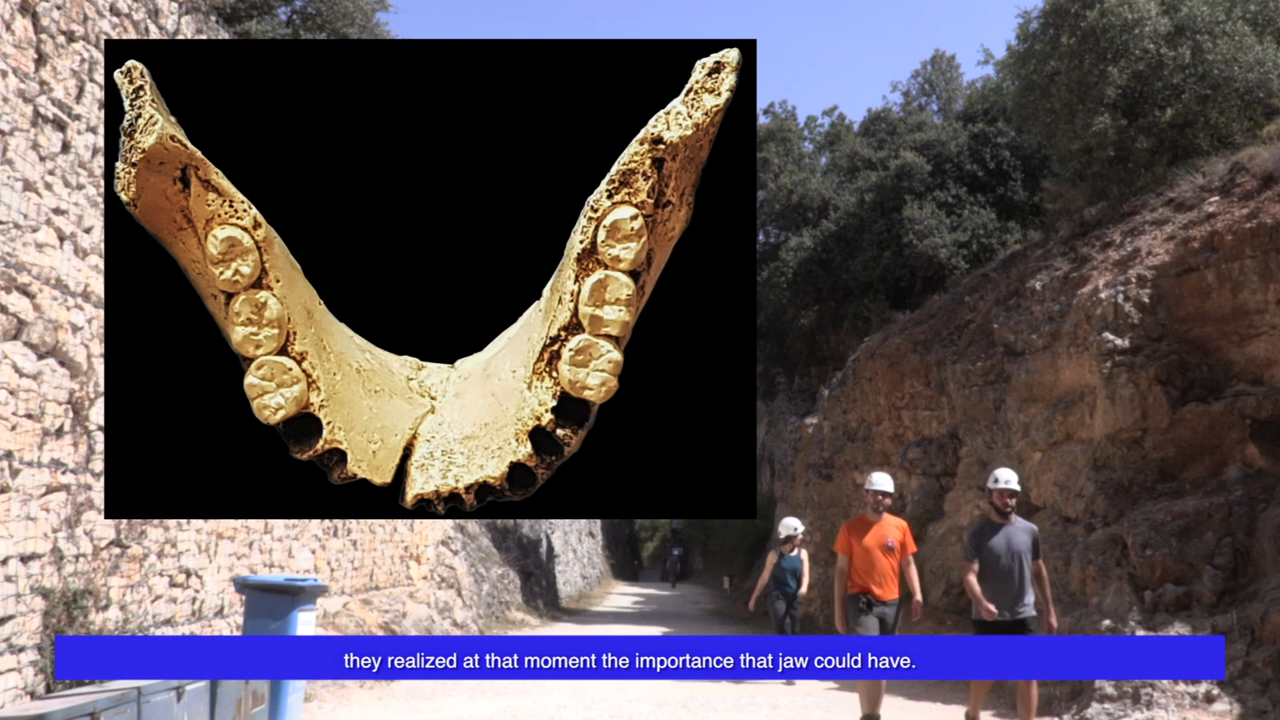 they realized at that moment the importance that jaw could have.